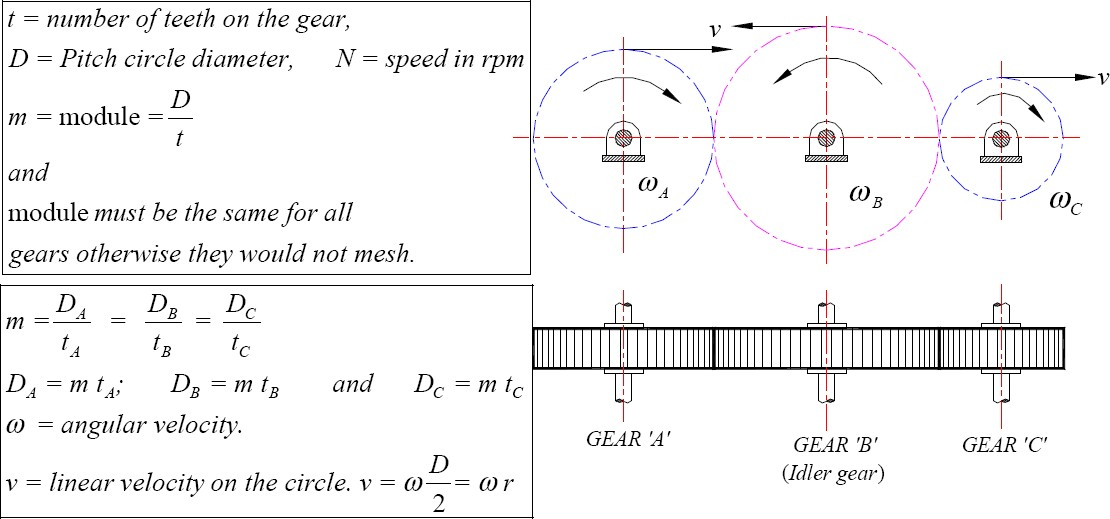 t = number of teeth on the gear,
D = Pitch circle diameter, N = speed in rpm
m = module = D/t
and
module must be the same for all
gears otherwise they would not mesh.
m = D_A/t_A = D_B/t_B = D_C/t_C
D_A = m t_A; D_B = m t_B and D_C = m t_C
ω = angular velocity.
v = linear velocity on the circle. v = ω D/2 = ω r
v
v
v
ω_A
ω_B
ω_C
GEAR 'A'
GEAR 'B'
(Idler gear)
GEAR 'C'